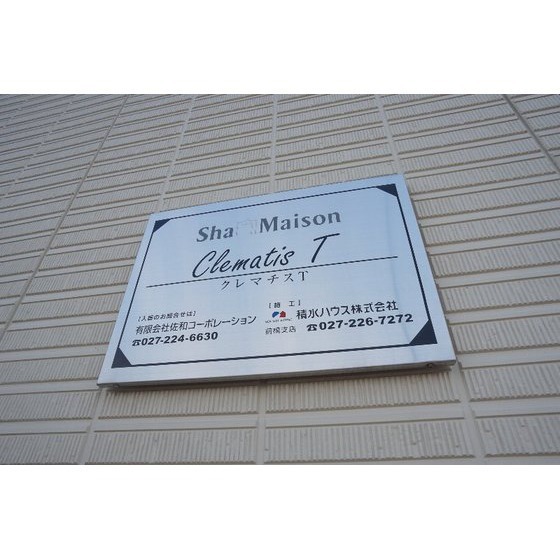 Sha Maison
Clematis T
クレマチスT
[入居のお問合せは]
有限会社佐和コーポレーション
☎027-224-6630
[施工]
積水ハウス株式会社
前橋支店 ☎027-226-7272